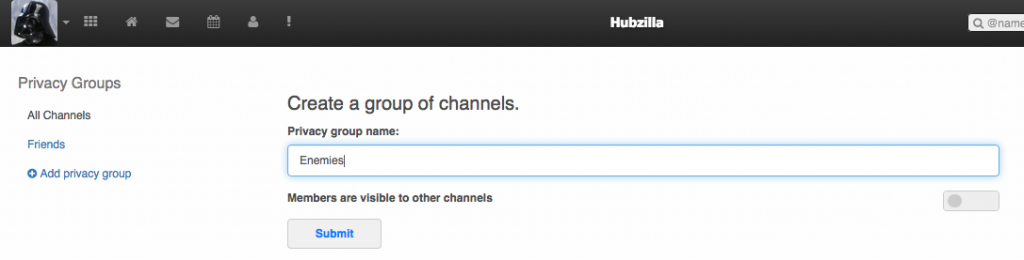 Hubzilla
@name
Privacy Groups
All Channels
Friends
Add privacy group
Create a group of channels.
Privacy group name:
Enemies
Members are visible to other channels
Submit